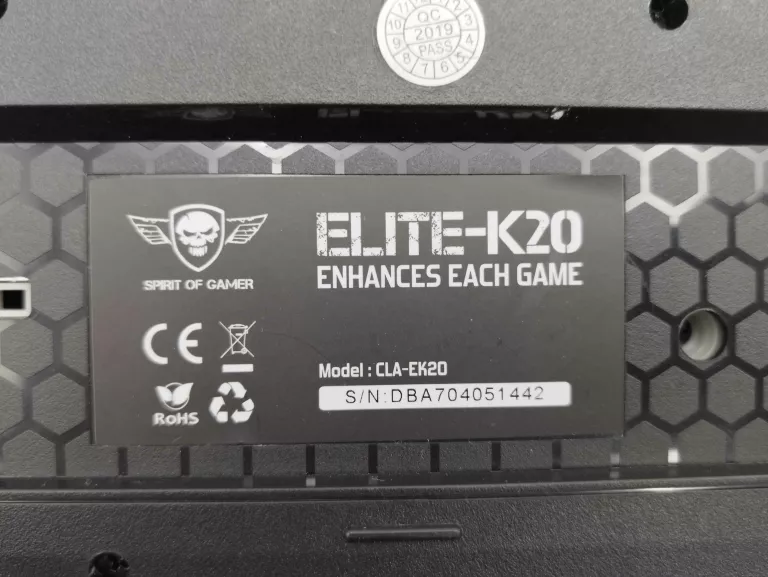 QC
2019
PASS
SPIRIT OF GAMER
ELITE-K20
ENHANCES EACH GAME
CE
RoHS
Model : CLA-EK20
S/N:DBA704051442